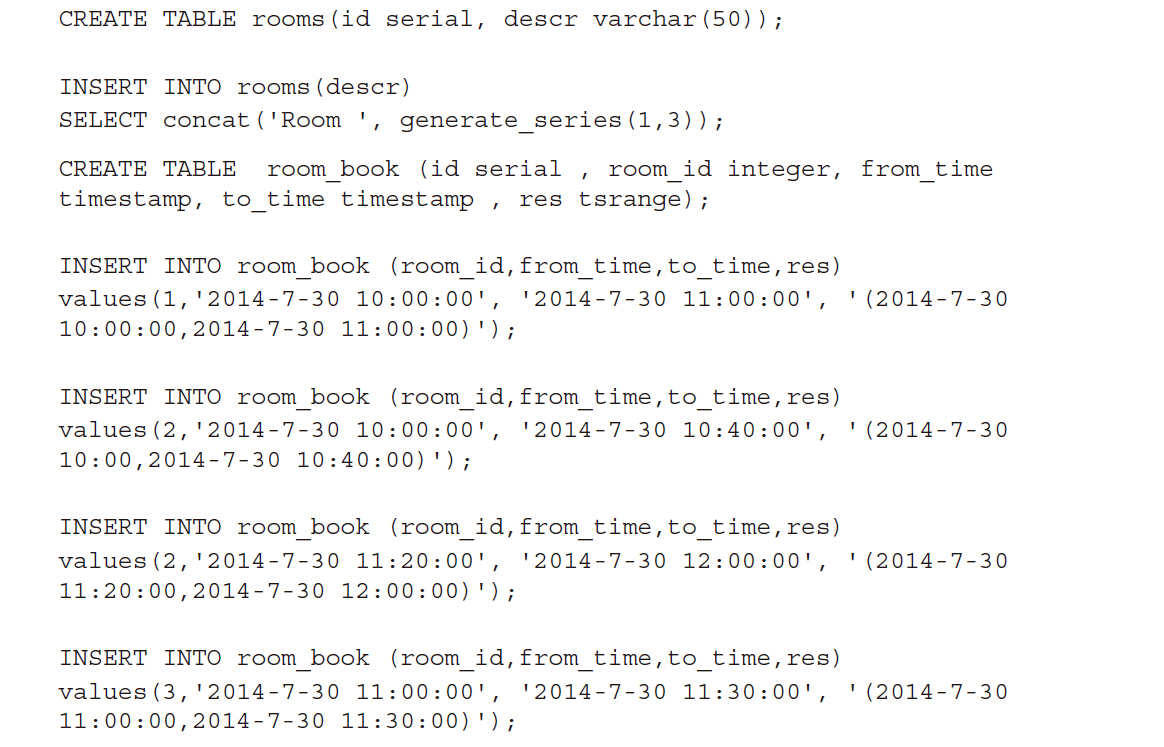 CREATE TABLE rooms(id serial, descr varchar(50));
INSERT INTO rooms(descr)
SELECT concat('Room ', generate_series(1,3));
CREATE TABLE  room_book (id serial , room_id integer, from_time
timestamp, to_time timestamp , res tsrange);
INSERT INTO room_book (room_id,from_time,to_time,res)
values(1,'2014-7-30 10:00:00', '2014-7-30 11:00:00', '(2014-7-30
10:00:00,2014-7-30 11:00:00)');
INSERT INTO room_book (room_id,from_time,to_time,res)
values(2,'2014-7-30 10:00:00', '2014-7-30 10:40:00', '(2014-7-30
10:00,2014-7-30 10:40:00)');
INSERT INTO room_book (room_id,from_time,to_time,res)
values(2,'2014-7-30 11:20:00', '2014-7-30 12:00:00', '(2014-7-30
11:20:00,2014-7-30 12:00:00)');
INSERT INTO room_book (room_id,from_time,to_time,res)
values(3,'2014-7-30 11:00:00', '2014-7-30 11:30:00', '(2014-7-30
11:00:00,2014-7-30 11:30:00)');